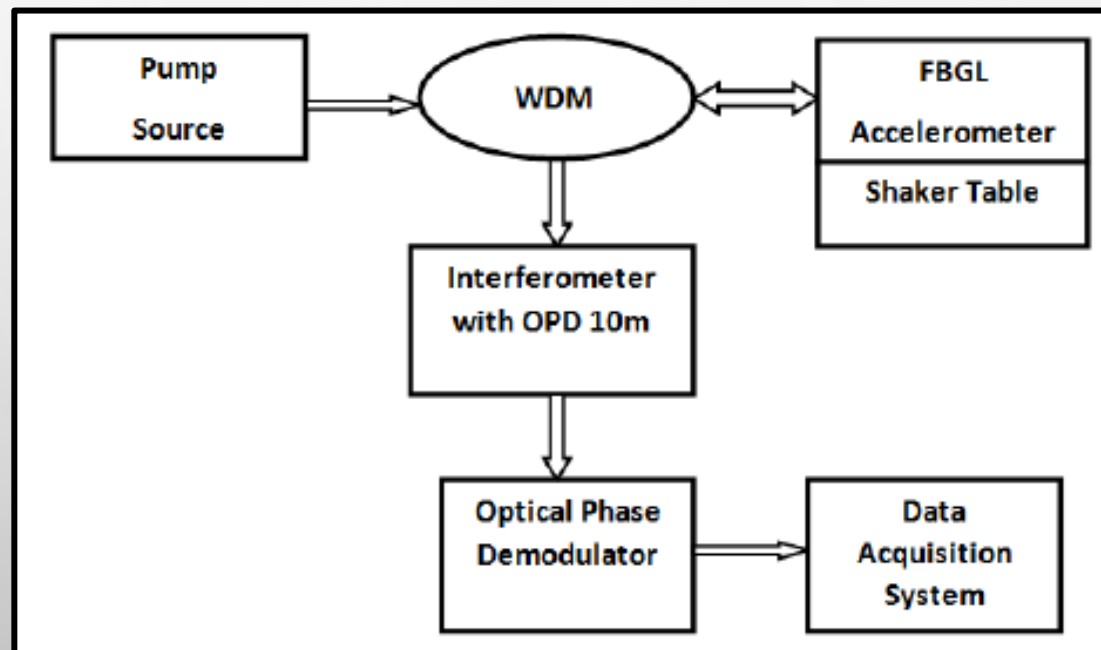 Pump
Source
WDM
FBGL
Accelerometer
Shaker Table
Interferometer
with OPD 10m
Optical Phase
Demodulator
Data
Acquisition
System